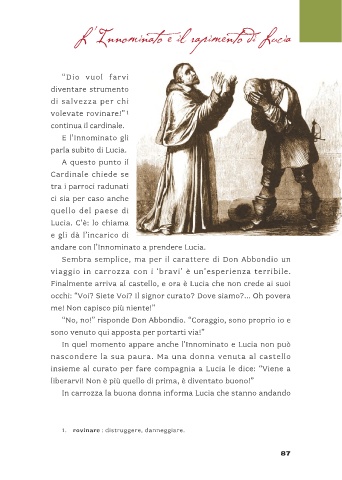 L'Innominato e il rapimento di Lucia
"Dio vuol farvi
diventare strumento
di salvezza per chi
volevate rovinare!" 1
continua il cardinale.
E l'Innominato gli
parla subito di Lucia.
A questo punto il
Cardinale chiede se
tra i parroci radunati
ci sia per caso anche
quello del paese di
Lucia. C'è: lo chiama
e gli dà l'incarico di
andare con l'Innominato a prendere Lucia.
Sembra semplice, ma per il carattere di Don Abbondio un
viaggio in carrozza con i 'bravi' è un'esperienza terribile.
Finalmente arriva al castello, e ora è Lucia che non crede ai suoi
occhi: "Voi? Siete Voi? Il signor curato? Dove siamo?... Oh povera
me! Non capisco più niente!"
"No, no!" risponde Don Abbondio. "Coraggio, sono proprio io e
sono venuto qui apposta per portarti via!"
In quel momento appare anche l'Innominato e Lucia non può
nascondere la sua paura. Ma una donna venuta al castello
insieme al curato per fare compagnia a Lucia le dice: "Viene a
liberarvi! Non è più quello di prima, è diventato buono!"
In carrozza la buona donna informa Lucia che stanno andando
1. rovinare : distruggere, danneggiare.
87